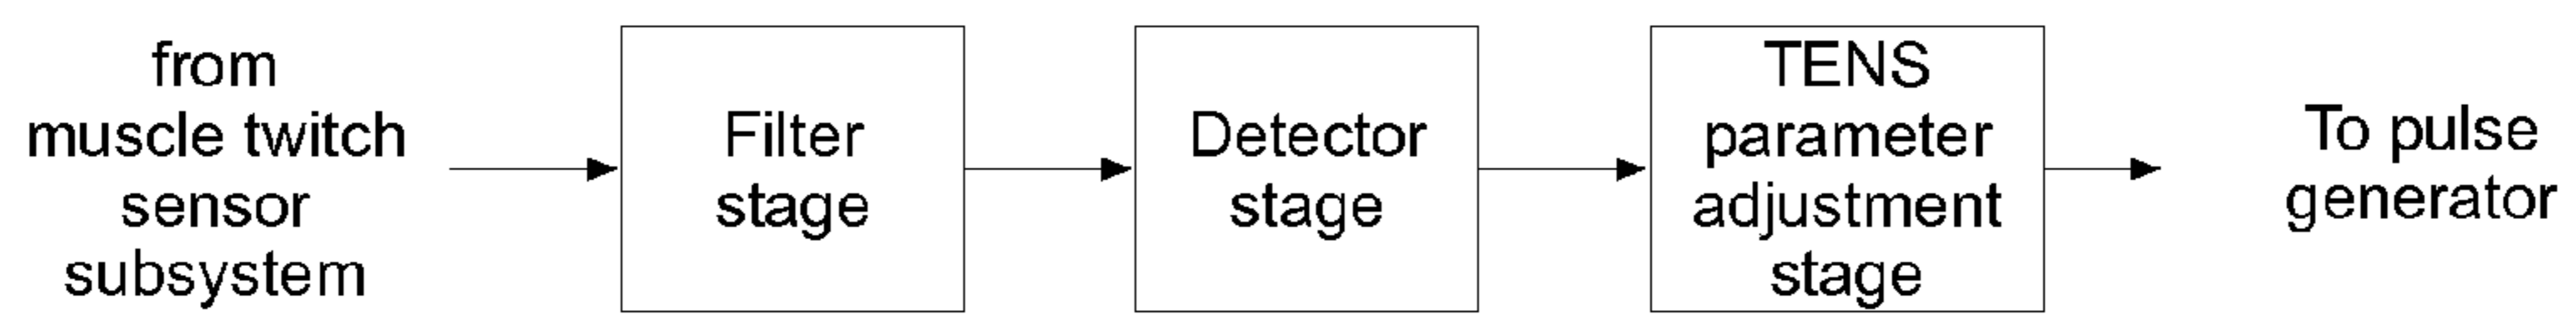 from
muscle twitch
sensor
subsystem
Filter
stage
Detector
stage
TENS
parameter
adjustment
stage
To pulse
generator